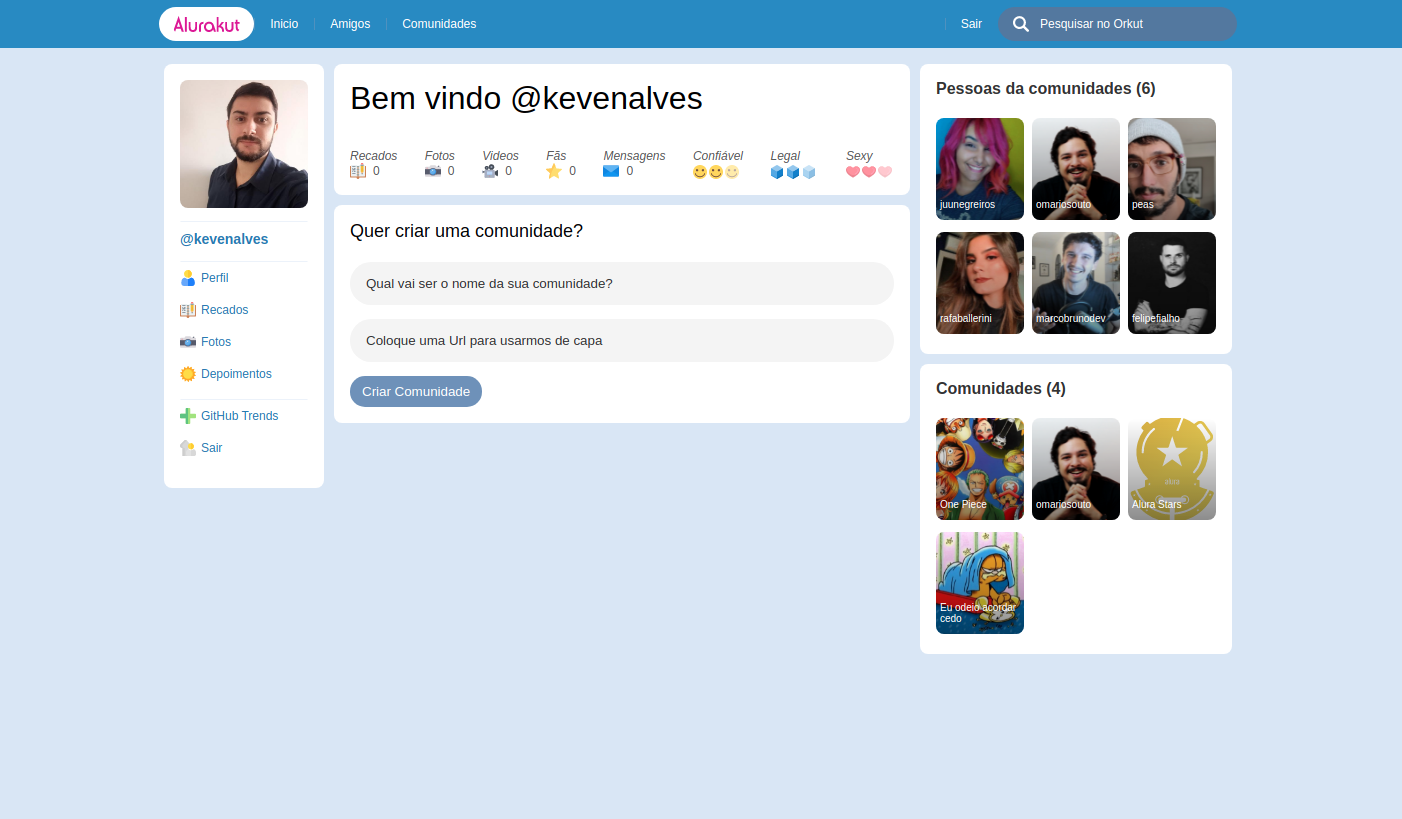 Alurakut
Inicio
Amigos
Comunidades
Sair
Pesquisar no Orkut
@kevenalves
Perfil
Recados
Fotos
Depoimentos
GitHub Trends
Sair
Bem vindo @kevenalves
Recados Fotos Videos Fãs Mensagens Confiável Legal Sexy
0 0 0 0 0
Quer criar uma comunidade?
Qual vai ser o nome da sua comunidade?
Coloque uma Url para usarmos de capa
Criar Comunidade
Pessoas da comunidades (6)
juunegreiros omariosouto peas
rafaballerini marcobrunodev felipefialho
Comunidades (4)
One Piece omariosouto Alura Stars
Eu odeio acordar
cedo